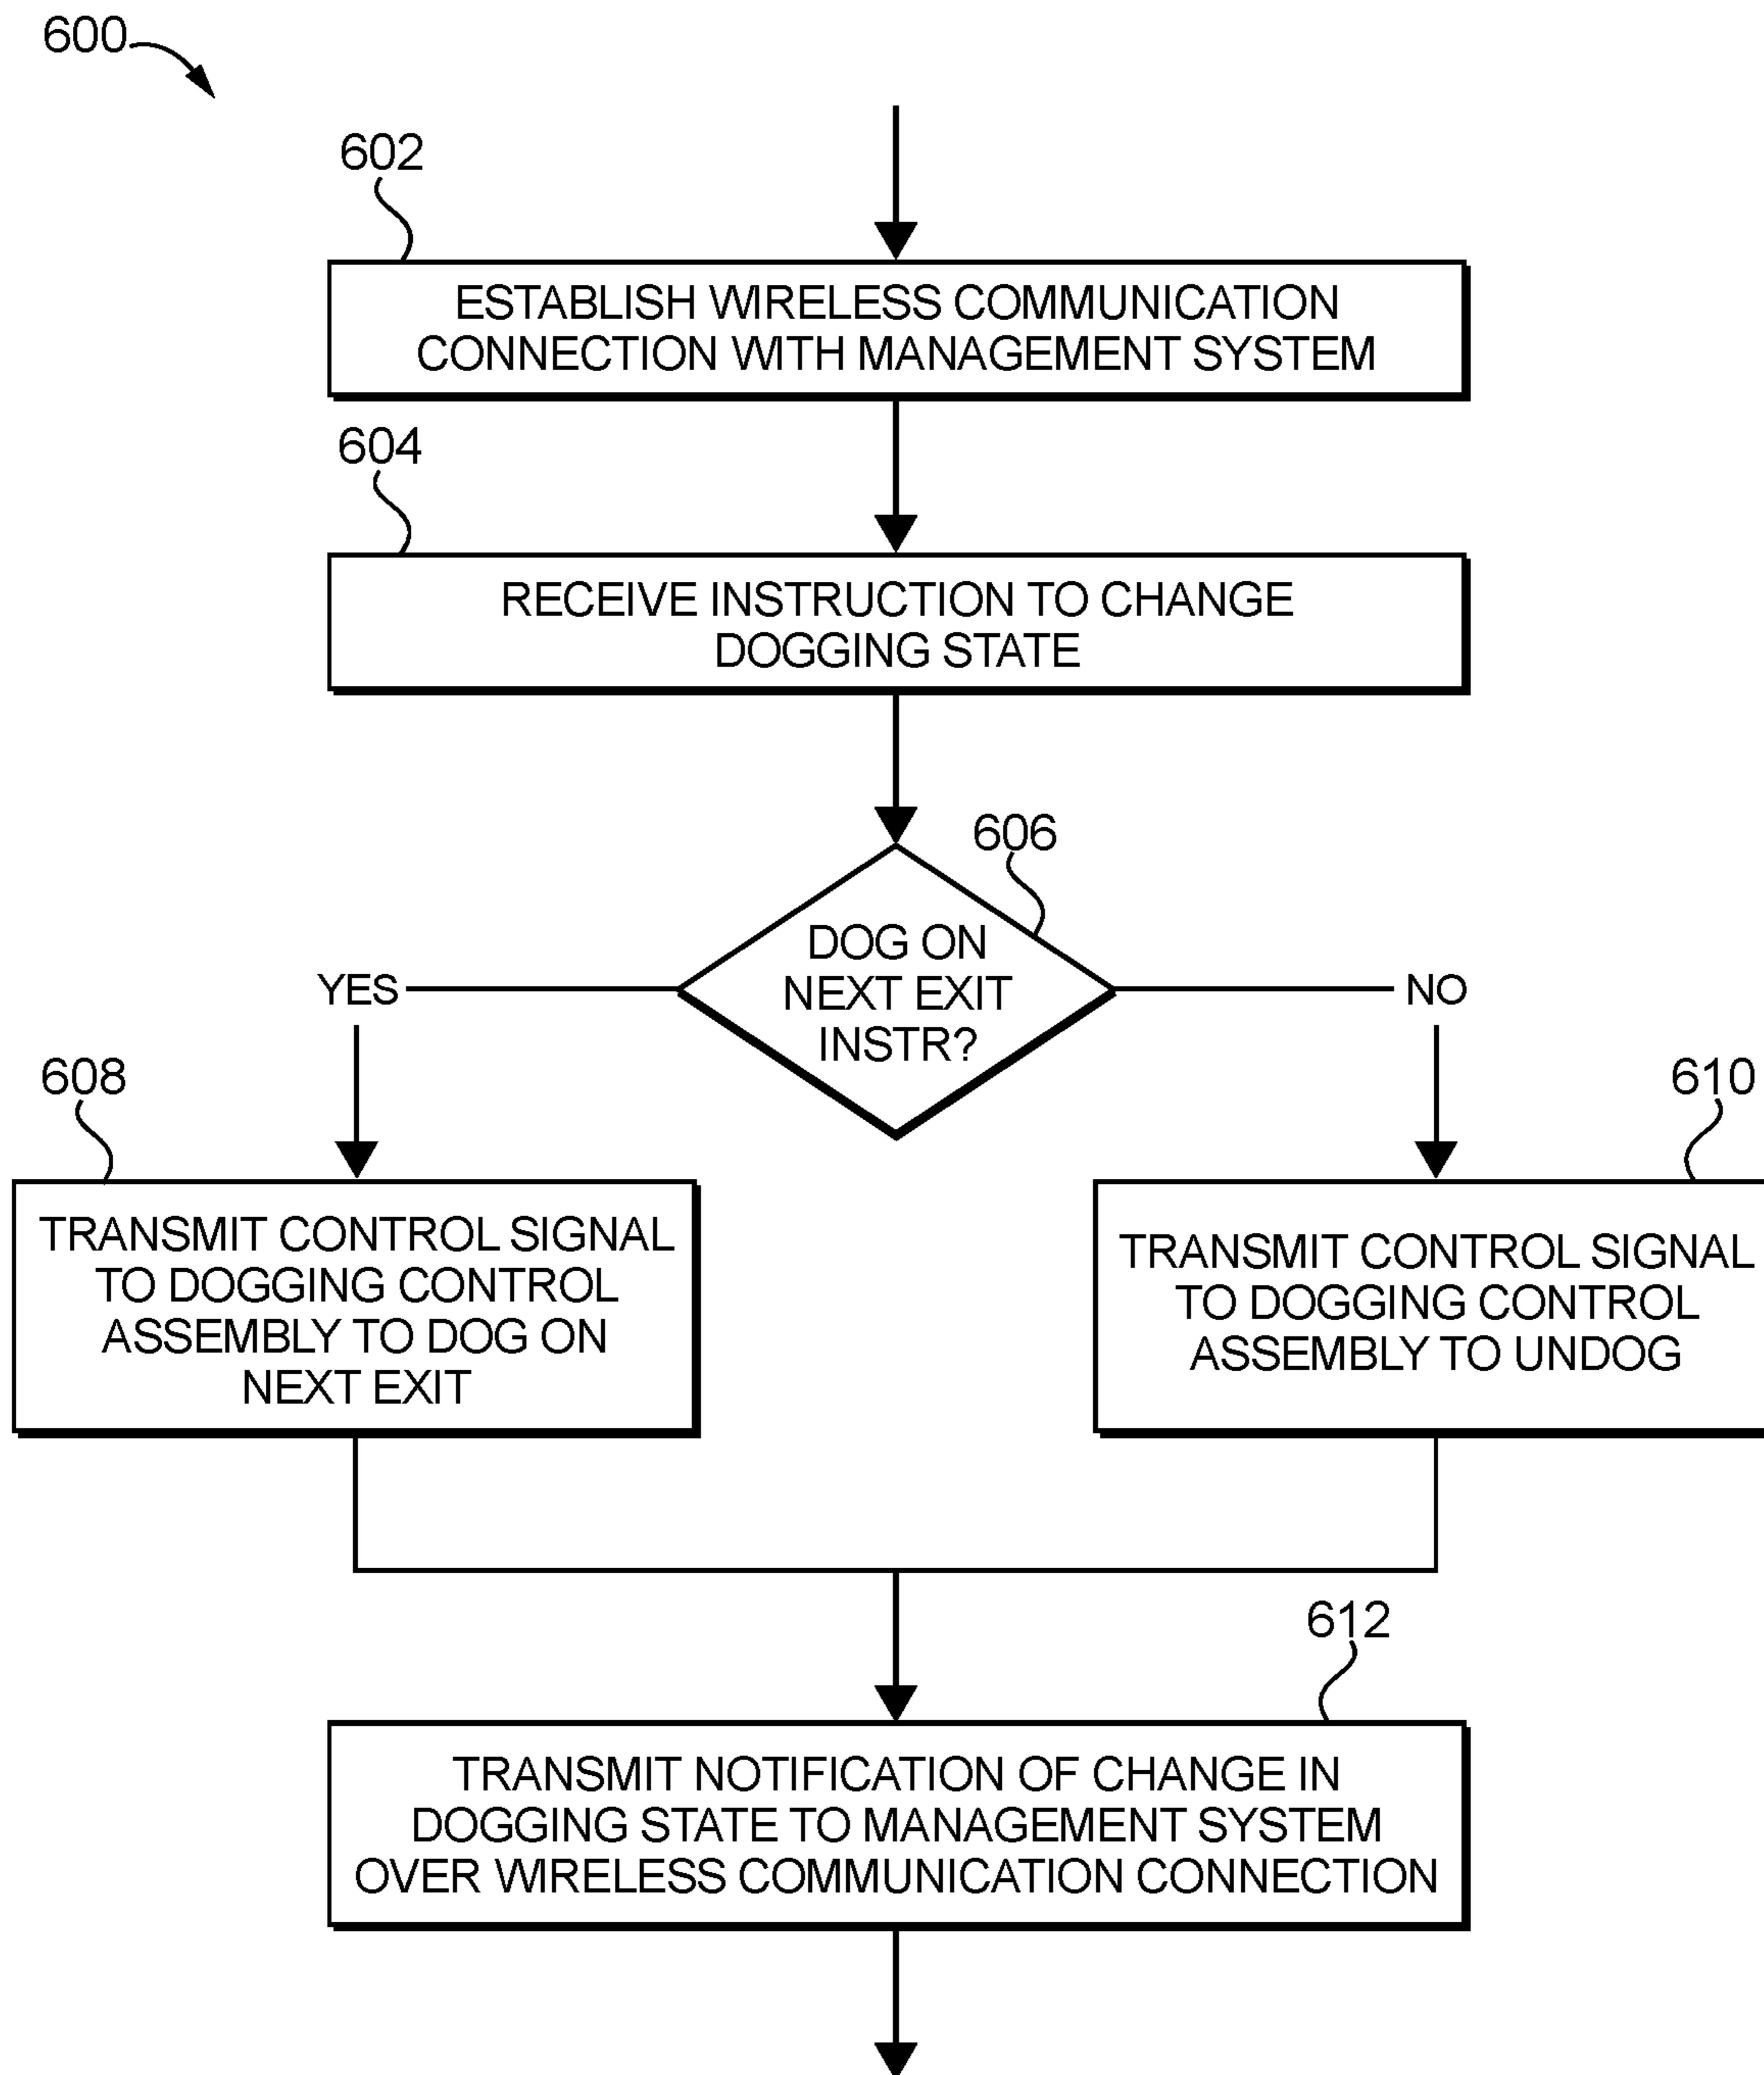 600
602
ESTABLISH WIRELESS COMMUNICATION
CONNECTION WITH MANAGEMENT SYSTEM
604
RECEIVE INSTRUCTION TO CHANGE
DOGGING STATE
606
DOG ON
NEXT EXIT
INSTR?
YES
NO
608
TRANSMIT CONTROL SIGNAL
TO DOGGING CONTROL
ASSEMBLY TO DOG ON
NEXT EXIT
610
TRANSMIT CONTROL SIGNAL
TO DOGGING CONTROL
ASSEMBLY TO UNDOG
612
TRANSMIT NOTIFICATION OF CHANGE IN
DOGGING STATE TO MANAGEMENT SYSTEM
OVER WIRELESS COMMUNICATION CONNECTION